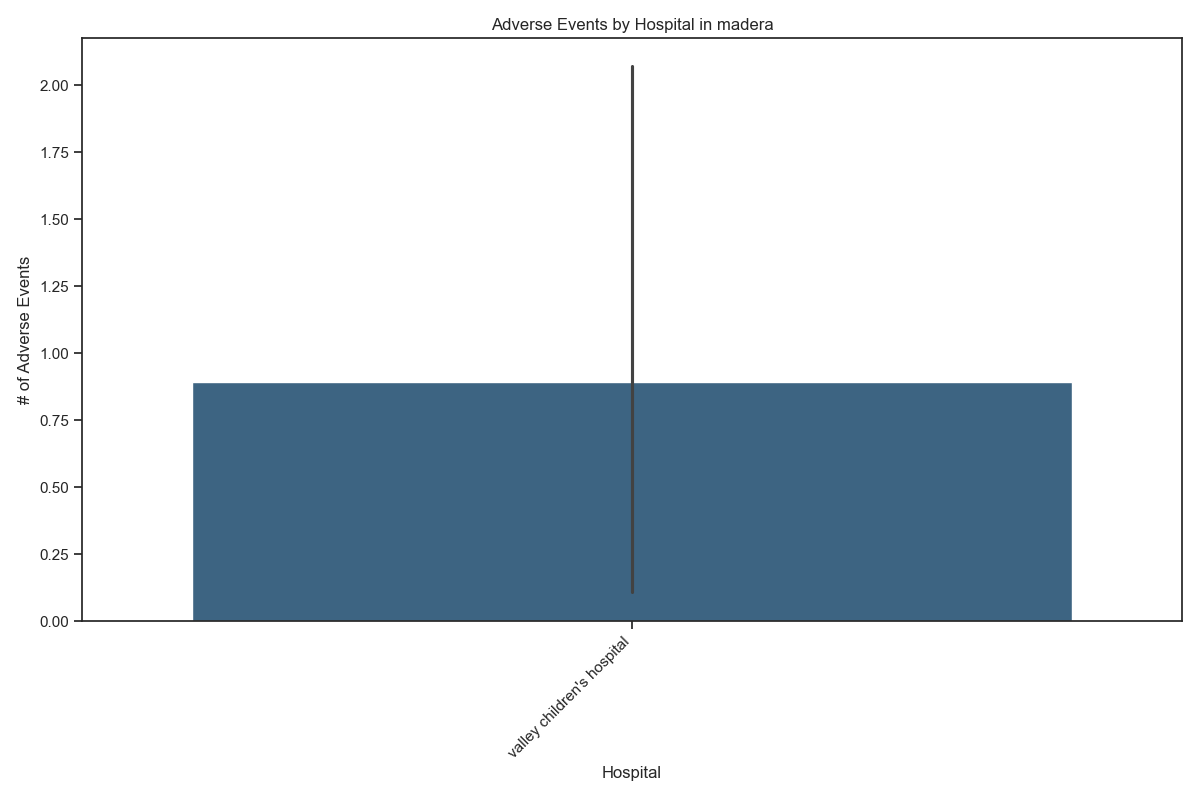 Adverse Events by Hospital in madera
# of Adverse Events
2.00
1.75
1.50
1.25
1.00
0.75
0.50
0.25
0.00
valley children's hospital
Hospital